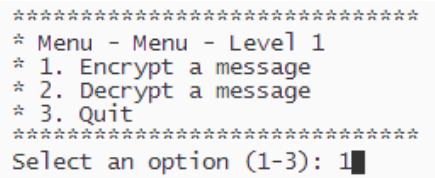 ******************************
* Menu - Menu - Level 1
* 1. Encrypt a message
* 2. Decrypt a message
* 3. Quit
******************************
Select an option (1-3): 1